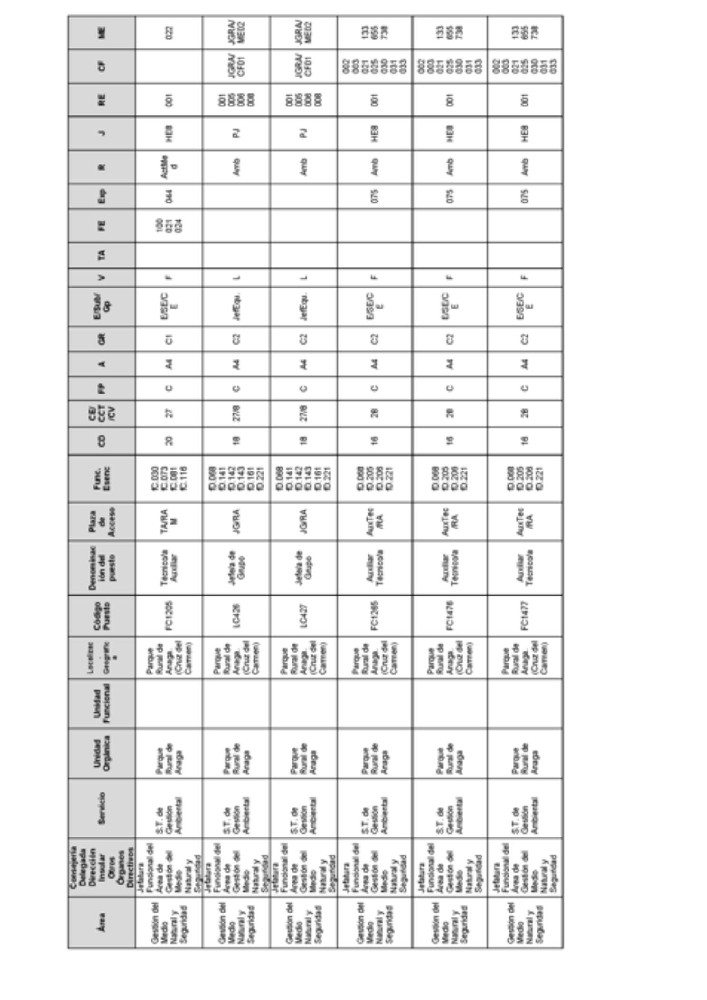 Área
Consejería
Delegada
Dirección
Insular
Otros
Órganos
Directivos
Servicio
Unidad
Orgánica
Unidad
Funcional
Localizac
.
Geográfic
a
Código
Puesto
Denominac
ión del
puesto
Plaza
de
Acceso
Func.
Esenc
CD
CE/
CCT
/CV
FP
A
GR
E/Sub/
Gp
V
TA
FE
Exp
R
J
RE
CF
ME
Gestión del
Medio
Natural y
Seguridad
Jefatura
Funcional del
Área de
Gestión del
Medio
Natural y
Seguridad
S.T. de
Gestión
Ambiental
Parque
Rural de
Anaga
Parque
Rural de
Anaga.
(Cruz del
Carmen)
FC1205
Técnico/a
Auxiliar
TA/RA
M
fC.030
fC.073
fC.081
fC.116
20
27
C
A4
C1
E/SE/C
E
F
100
021
024
044
ActMe
d
HE8
001
022
Gestión del
Medio
Natural y
Seguridad
Jefatura
Funcional del
Área de
Gestión del
Medio
Natural y
Seguridad
S.T. de
Gestión
Ambiental
Parque
Rural de
Anaga
Parque
Rural de
Anaga.
(Cruz del
Carmen)
LC426
Jefe/a de
Grupo
JG/RA
fD.068
fD.141
fD.142
fD.143
fD.161
fD.221
18
27/8
C
A4
C2
JefEqu.
L
Amb
PJ
001
005
006
008
JGRA/
CF01
JGRA/
ME02
Gestión del
Medio
Natural y
Seguridad
Jefatura
Funcional del
Área de
Gestión del
Medio
Natural y
Seguridad
S.T. de
Gestión
Ambiental
Parque
Rural de
Anaga
Parque
Rural de
Anaga.
(Cruz del
Carmen)
LC427
Jefe/a de
Grupo
JG/RA
fD.068
fD.141
fD.142
fD.143
fD.161
fD.221
18
27/8
C
A4
C2
JefEqu.
L
Amb
PJ
001
005
006
008
JGRA/
CF01
JGRA/
ME02
Gestión del
Medio
Natural y
Seguridad
Jefatura
Funcional del
Área de
Gestión del
Medio
Natural y
Seguridad
S.T. de
Gestión
Ambiental
Parque
Rural de
Anaga
Parque
Rural de
Anaga.
(Cruz del
Carmen)
FC1265
Auxiliar
Técnico/a
AuxTec
/RA
fD.068
fD.205
fD.206
fD.221
16
28
C
A4
C2
E/SE/C
E
F
075
Amb
HE8
001
002
003
021
025
030
031
033
133
655
738
Gestión del
Medio
Natural y
Seguridad
Jefatura
Funcional del
Área de
Gestión del
Medio
Natural y
Seguridad
S.T. de
Gestión
Ambiental
Parque
Rural de
Anaga
Parque
Rural de
Anaga.
(Cruz del
Carmen)
FC1476
Auxiliar
Técnico/a
AuxTec
/RA
fD.068
fD.205
fD.206
fD.221
16
28
C
A4
C2
E/SE/C
E
F
075
Amb
HE8
001
002
003
021
025
030
031
033
133
655
738
Gestión del
Medio
Natural y
Seguridad
Jefatura
Funcional del
Área de
Gestión del
Medio
Natural y
Seguridad
S.T. de
Gestión
Ambiental
Parque
Rural de
Anaga
Parque
Rural de
Anaga.
(Cruz del
Carmen)
FC1477
Auxiliar
Técnico/a
AuxTec
/RA
fD.068
fD.205
fD.206
fD.221
16
28
C
A4
C2
E/SE/C
E
F
075
Amb
HE8
001
002
003
021
025
030
031
033
133
655
738